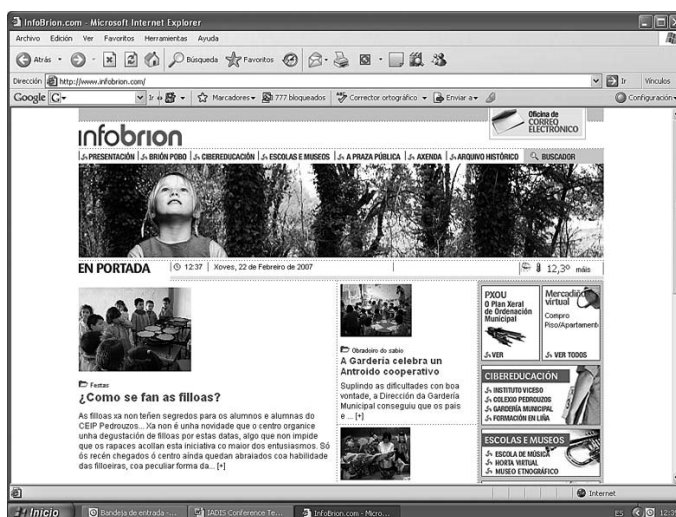 InfoBrion.com - Microsoft Internet Explorer
Archivo Edición Ver Favoritos Herramientas Ayuda
Atrás Búsqueda Favoritos
Dirección http://www.infobrion.com/ Ir Vínculos
Google G Ir Marcadores 777 bloqueados Corrector ortográfico Enviar a Configuración
Oficina de
CORREO
ELECTRONICO
infobrion
PRESENTACIÓN BRIÓN POBO CIBEREDUCACIÓN ESCOLAS E MUSEOS A PRAZA PÚBLICA AXENDA ARQUIVO HISTÓRICO BUSCADOR
EN PORTADA 12:37 Xoves, 22 de Febreiro de 2007 12,3º máis
Festas
¿Como se fan as filloas?
As filloas xa non teñen segredos para os alumnos e alumnas do
CEIP Pedrouzos... Xa non é unha novidade que o centro organice
unha degustación de filloas por estas datas, algo que non impide
que os rapaces acollan esta iniciativa co maior dos entusiasmos. Só
ós recén chegados ó centro aínda quedan abraiados coa habilidade
das filloeiras, coa peculiar forma da... [+]
Obradoiro do sabio
A Gardería celebra un
Antroido cooperativo
Suplindo as dificultades con boa
vontade, a Dirección da Gardería
Municipal conseguiu que os pais
e ... [+]
PXOU
O Plan Xeral
de Ordenación
Municipal
VER
Mercadiño
virtual
Compro
Piso/Apartament
VER TODOS
CIBEREDUCACIÓN
INSTITUTO VICESO
COLEXIO PEDROUZOS
GARDERÍA MUNICIPAL
FORMACIÓN EN LIÑA
ESCOLAS E MUSEOS
ESCOLA DE MÚSICA
HORTA VIRTUAL
MUSEO ETNOGRÁFICO
Internet
Inicio Bandeja de entrada -... IADIS Conference Te... InfoBrion.com - Micro... ES 12:39